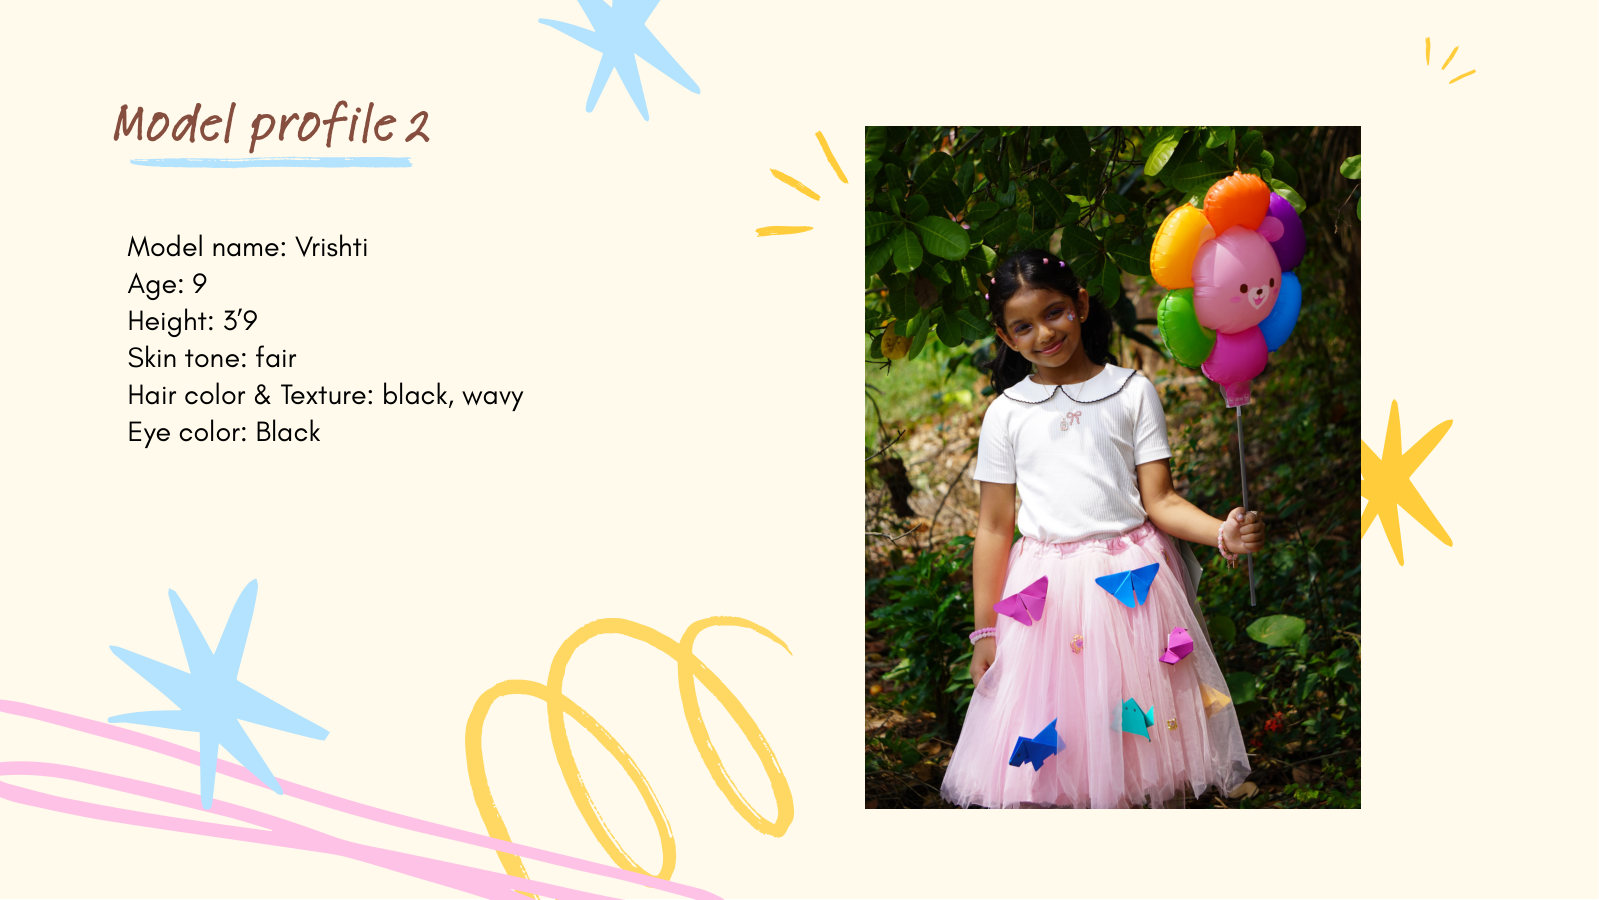 Model profile 2
Model name: Vrishti
Age: 9
Height: 3'9
Skin tone: fair
Hair color & Texture: black, wavy
Eye color: Black